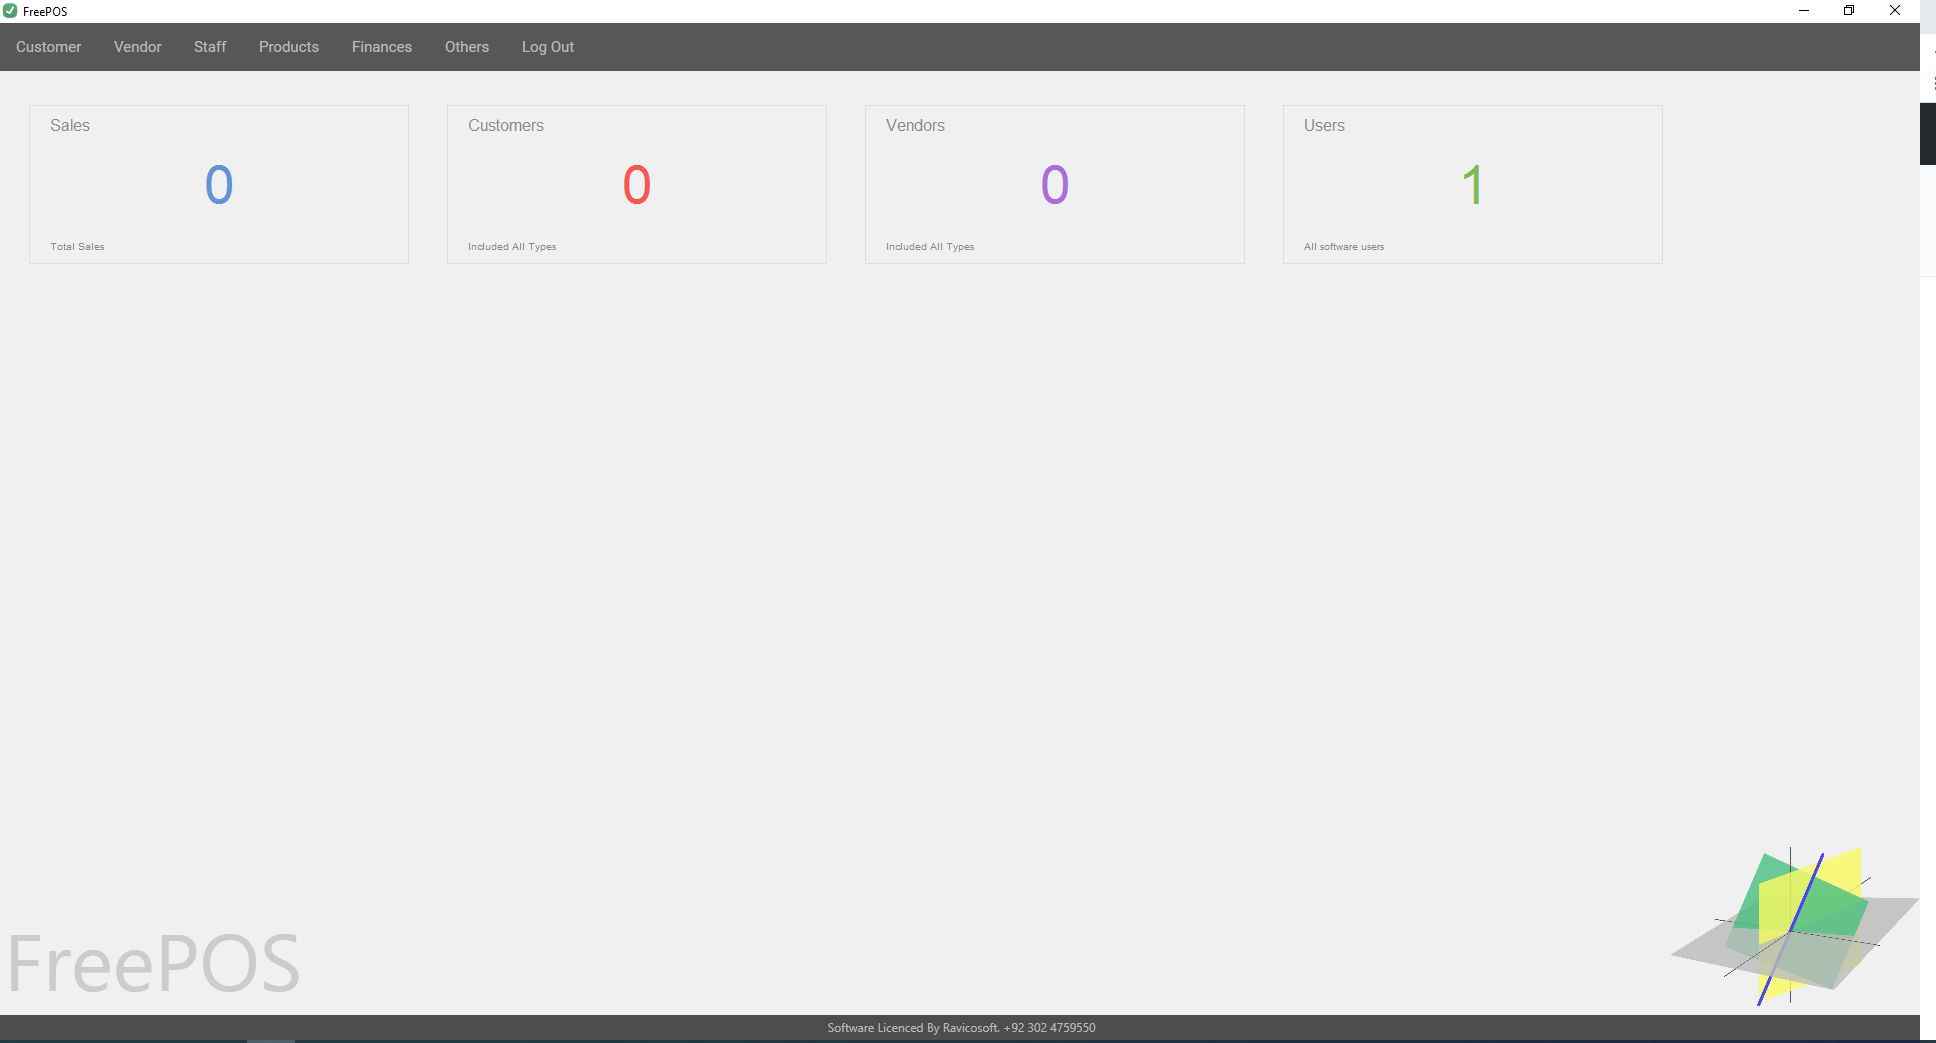 FreePOS
Customer Vendor Staff Products Finances Others Log Out
Sales
0
Total Sales
Customers
0
Included All Types
Vendors
0
Included All Types
Users
1
All software users
FreePOS
Software Licenced By Ravicosoft. +92 302 4759550